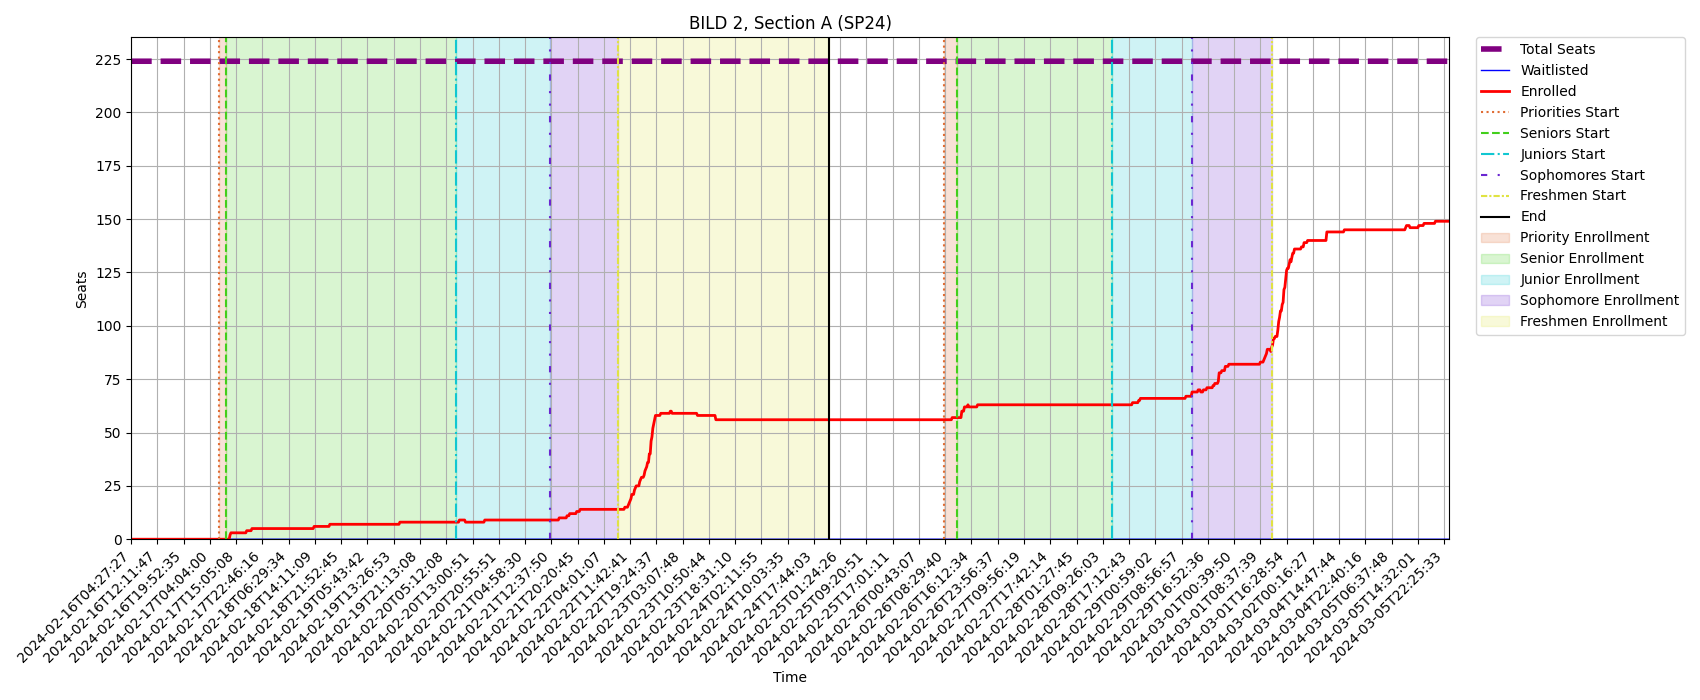 BILD 2, Section A (SP24)
Seats
225
200
175
150
125
100
75
50
25
0
2024-02-16T04:27:27
2024-02-16T12:11:47
2024-02-16T19:52:35
2024-02-17T04:04:00
2024-02-17T15:05:08
2024-02-17T22:46:16
2024-02-18T06:29:34
2024-02-18T14:11:09
2024-02-18T21:52:45
2024-02-19T05:43:42
2024-02-19T13:26:53
2024-02-19T21:13:08
2024-02-20T05:12:08
2024-02-20T13:00:51
2024-02-20T20:55:51
2024-02-21T04:58:30
2024-02-21T12:37:50
2024-02-21T20:20:45
2024-02-22T04:01:07
2024-02-22T11:42:41
2024-02-22T19:24:37
2024-02-23T03:07:48
2024-02-23T10:50:44
2024-02-23T18:31:10
2024-02-24T02:11:55
2024-02-24T10:03:35
2024-02-24T17:44:03
2024-02-25T01:24:26
2024-02-25T09:20:51
2024-02-25T17:01:11
2024-02-26T00:43:07
2024-02-26T08:29:40
2024-02-26T16:12:34
2024-02-26T23:56:37
2024-02-27T09:56:19
2024-02-27T17:42:14
2024-02-28T01:27:45
2024-02-28T09:26:03
2024-02-28T17:12:43
2024-02-29T00:59:02
2024-02-29T08:56:57
2024-02-29T16:52:36
2024-03-01T00:39:50
2024-03-01T08:37:39
2024-03-01T16:28:54
2024-03-02T00:16:27
2024-03-04T14:47:44
2024-03-04T22:40:16
2024-03-05T06:37:48
2024-03-05T14:32:01
2024-03-05T22:25:33
Time
Total Seats
Waitlisted
Enrolled
Priorities Start
Seniors Start
Juniors Start
Sophomores Start
Freshmen Start
End
Priority Enrollment
Senior Enrollment
Junior Enrollment
Sophomore Enrollment
Freshmen Enrollment